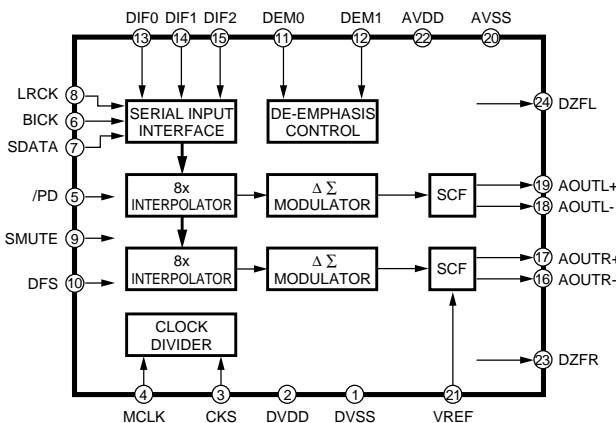 DIF0 DIF1 DIF2 DEM0 DEM1 AVDD AVSS
13 14 15 11 12 22 20
LRCK 8
BICK 6
SDATA 7
SERIAL INPUT
INTERFACE
DE-EMPHASIS
CONTROL
24 DZFL
/PD 5
8x
INTERPOLATOR
Δ Σ
MODULATOR
SCF
19 AOUTL+
18 AOUTL-
SMUTE 9
DFS 10
8x
INTERPOLATOR
Δ Σ
MODULATOR
SCF
17 AOUTR+
16 AOUTR-
CLOCK
DIVIDER
23 DZFR
4 3 2 1 21
MCLK CKS DVDD DVSS VREF